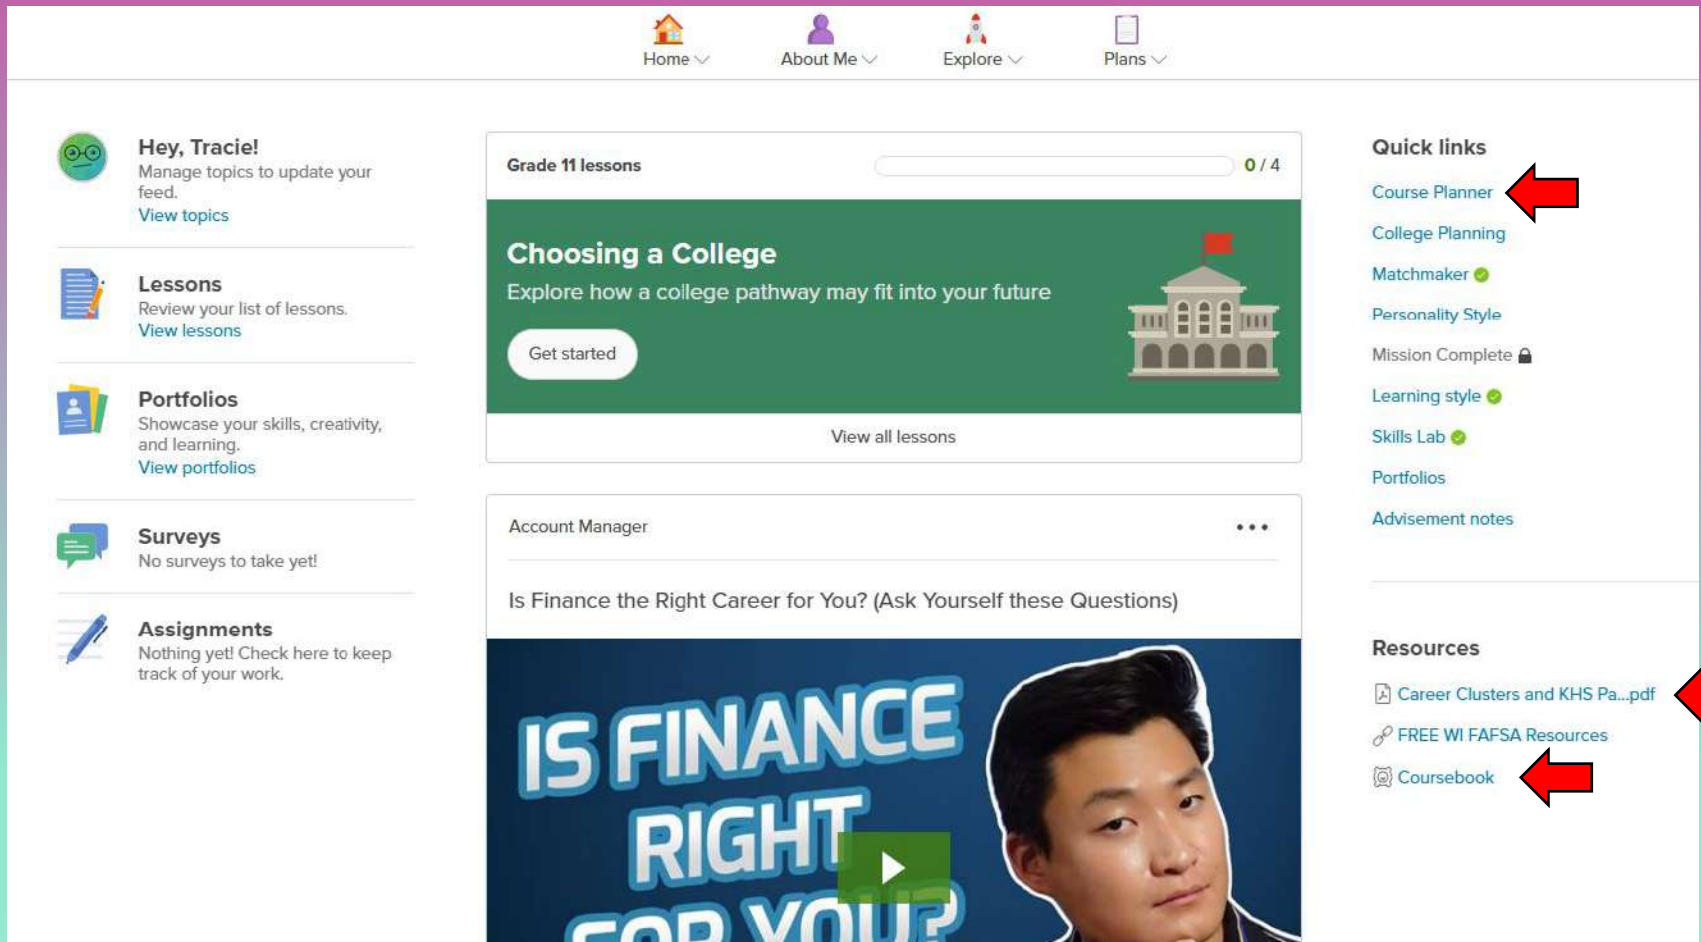 Home
About Me
Explore
Plans
Hey, Tracie!
Manage topics to update your
feed.
View topics
Lessons
Review your list of lessons.
View lessons
Portfolios
Showcase your skills, creativity,
and learning.
View portfolios
Surveys
No surveys to take yet!
Assignments
Nothing yet! Check here to keep
track of your work.
Grade 11 lessons
0 / 4
Choosing a College
Explore how a college pathway may fit into your future
Get started
View all lessons
Account Manager
Is Finance the Right Career for You? (Ask Yourself these Questions)
IS FINANCE
RIGHT
FOR YOU?
Quick links
Course Planner
College Planning
Matchmaker
Personality Style
Mission Complete
Learning style
Skills Lab
Portfolios
Advisement notes
Resources
Career Clusters and KHS Pa...pdf
FREE WI FAFSA Resources
Coursebook